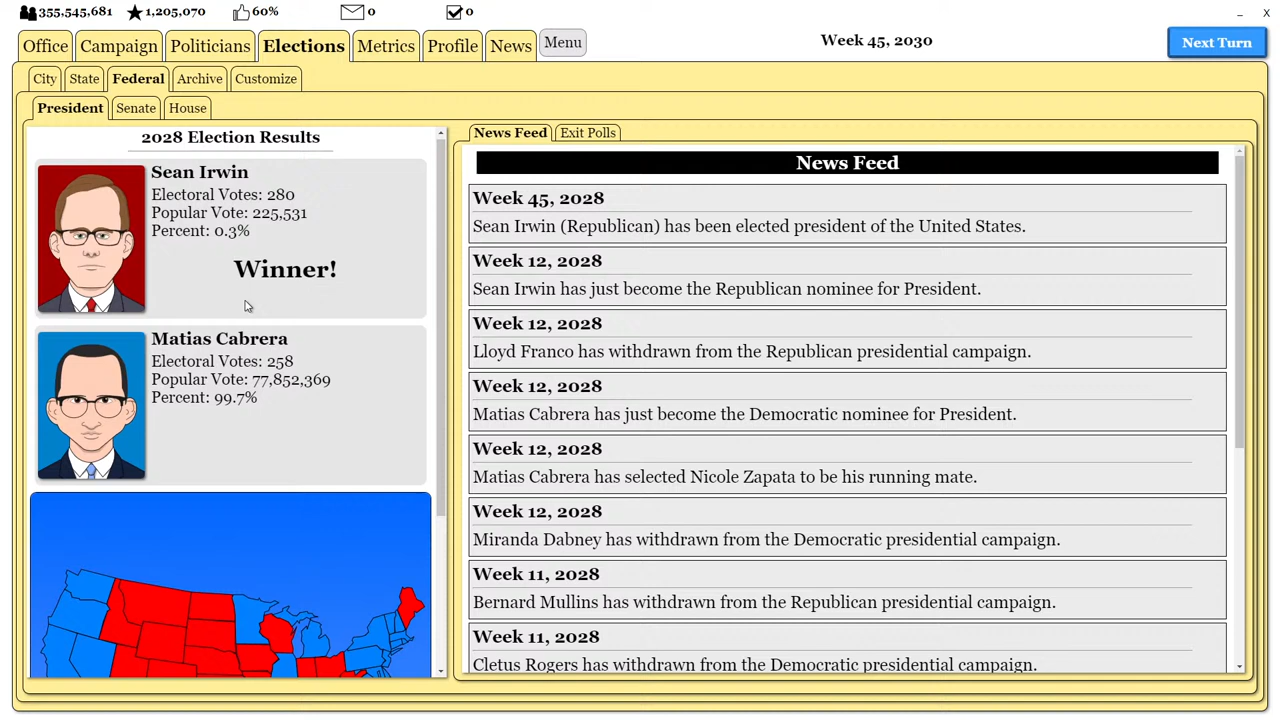 355,545,681 1,205,070 60% 0 0
_ X
Office Campaign Politicians Elections Metrics Profile News Menu Week 45, 2030 Next Turn
City State Federal Archive Customize
President Senate House
2028 Election Results
Sean Irwin
Electoral Votes: 280
Popular Vote: 225,531
Percent: 0.3%
Winner!
Matias Cabrera
Electoral Votes: 258
Popular Vote: 77,852,369
Percent: 99.7%
News Feed Exit Polls
News Feed
Week 45, 2028
Sean Irwin (Republican) has been elected president of the United States.
Week 12, 2028
Sean Irwin has just become the Republican nominee for President.
Week 12, 2028
Lloyd Franco has withdrawn from the Republican presidential campaign.
Week 12, 2028
Matias Cabrera has just become the Democratic nominee for President.
Week 12, 2028
Matias Cabrera has selected Nicole Zapata to be his running mate.
Week 12, 2028
Miranda Dabney has withdrawn from the Democratic presidential campaign.
Week 11, 2028
Bernard Mullins has withdrawn from the Republican presidential campaign.
Week 11, 2028
Cletus Rogers has withdrawn from the Democratic presidential campaign.